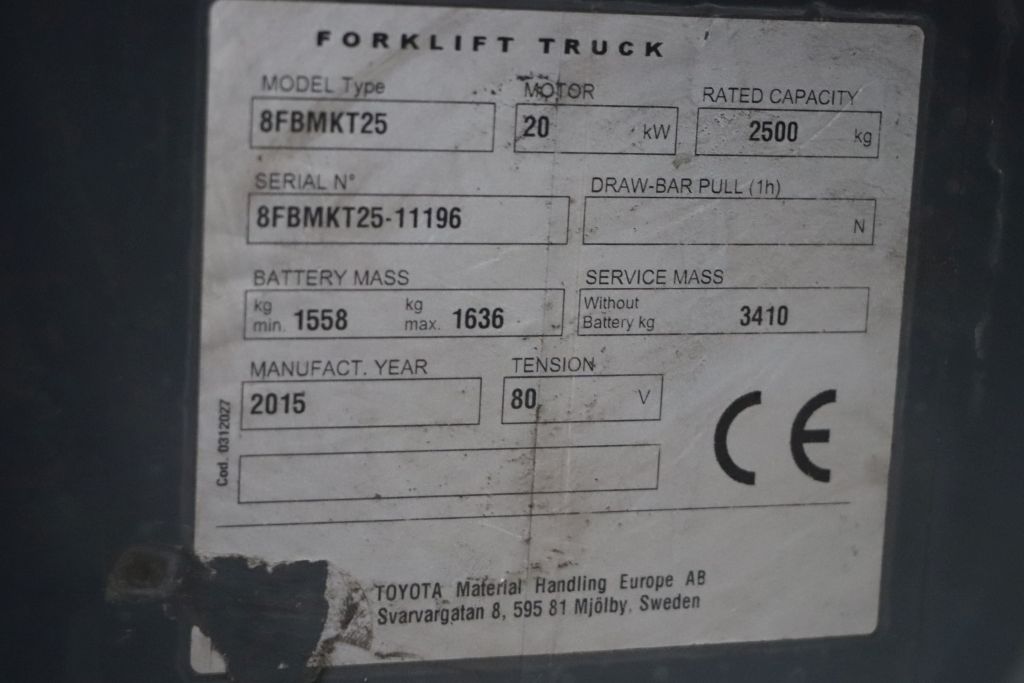 FORKLIFT TRUCK
MODEL Type
8FBMKT25
MOTOR
20 kW
RATED CAPACITY
2500 kg
SERIAL N°
8FBMKT25-11196
DRAW-BAR PULL (1h)
N
BATTERY MASS
kg min. 1558 kg max. 1636
SERVICE MASS
Without
Battery kg 3410
MANUFACT. YEAR
2015
TENSION
80 V
CE
Cod. 0312027
TOYOTA Material Handling Europe AB
Svarvargatan 8, 595 81 Mjölby, Sweden